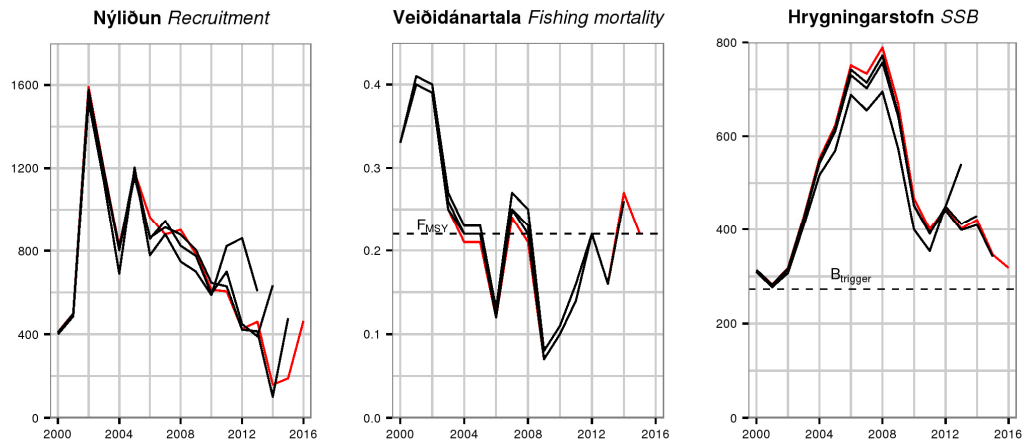 Nýliðun Recruitment
1600
1200
800
400
0
2000 2004 2008 2012 2016
Veiðidánartala Fishing mortality
0.4
0.3
0.2
0.1
0.0
FMSY
2000 2004 2008 2012 2016
Hrygningarstofn SSB
800
600
400
200
0
Btrigger
2000 2004 2008 2012 2016